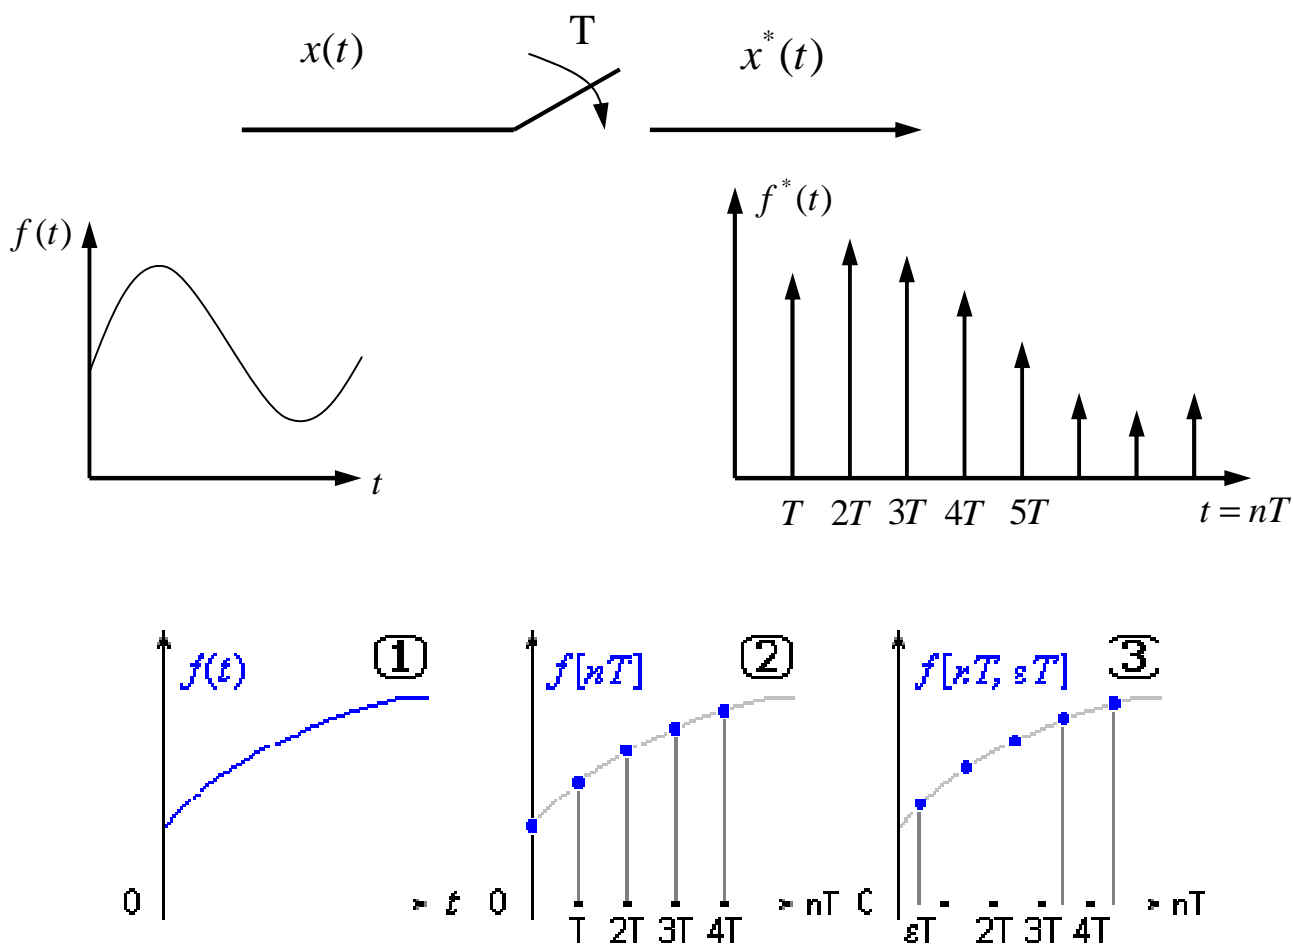 x(t) T x*(t)
f(t)
t
f*(t)
T 2T 3T 4T 5T t = nT
f(t) 1
0 t
f[nT] 2
0 nT
T 2T 3T 4T
f[nT, εT] 3
0 nT
εT 2T 3T 4T